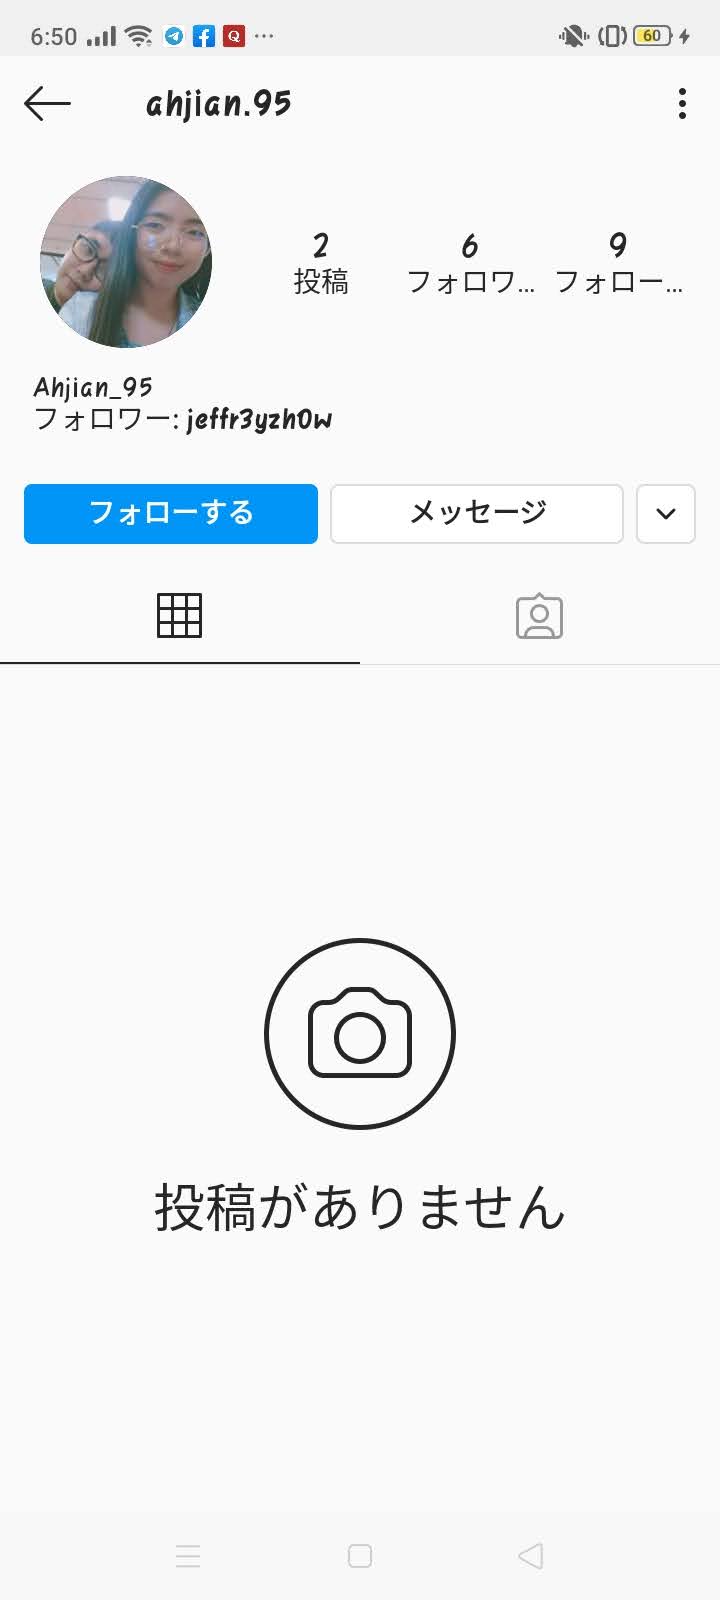 6:50 60
ahjian.95
2 6 9
投稿 フォロワ... フォロー...
Ahjian_95
フォロワー: jeffr3yzh0w
フォローする メッセージ
投稿がありません